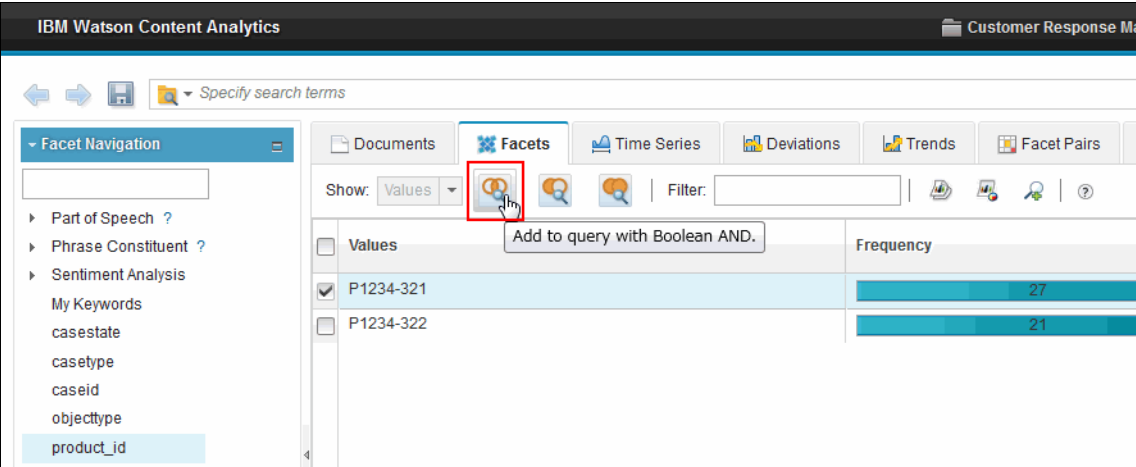 IBM Watson Content Analytics
Customer Response Ma
Specify search terms
Facet Navigation
Documents
Facets
Time Series
Deviations
Trends
Facet Pairs
Show: Values
Filter:
?
Add to query with Boolean AND.
Part of Speech ?
Phrase Constituent ?
Sentiment Analysis
My Keywords
casestate
casetype
caseid
objecttype
product_id
Values
Frequency
P1234-321
27
P1234-322
21